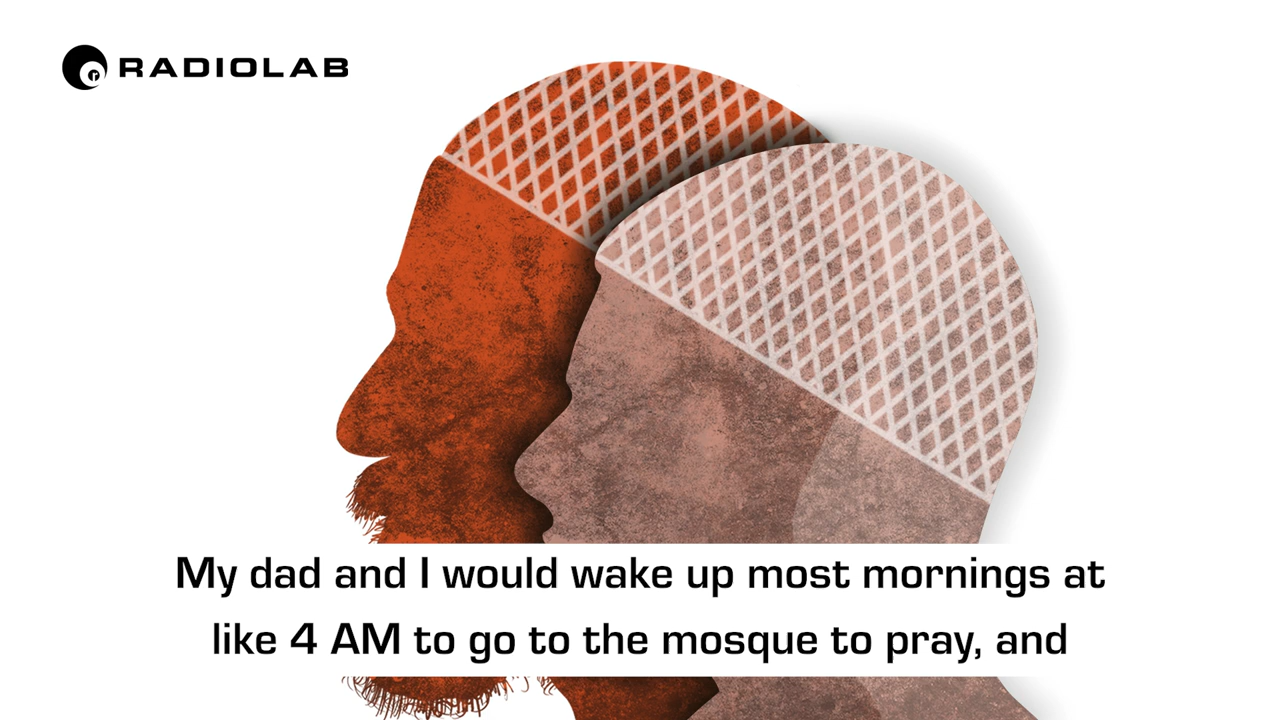 RADIOLAB
My dad and I would wake up most mornings at
like 4 AM to go to the mosque to pray, and